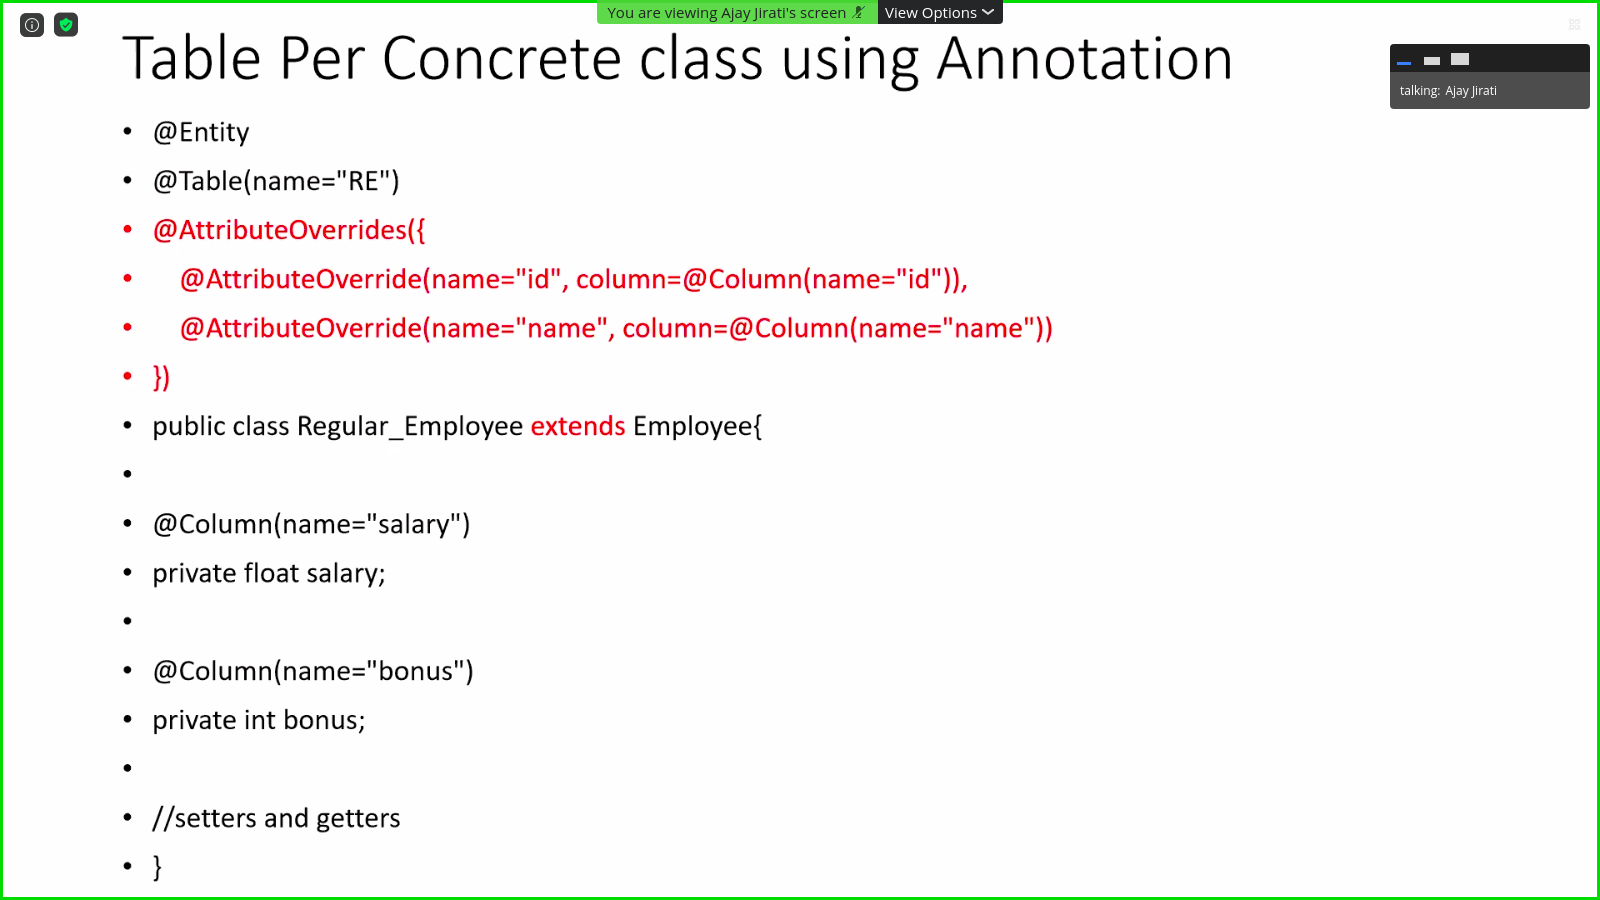 You are viewing Ajay Jirati's screen View Options
Table Per Concrete class using Annotation
talking: Ajay Jirati
• @Entity
• @Table(name="RE")
• @AttributeOverrides({
• @AttributeOverride(name="id", column=@Column(name="id")),
• @AttributeOverride(name="name", column=@Column(name="name"))
• })
• public class Regular_Employee extends Employee{
•
• @Column(name="salary")
• private float salary;
•
• @Column(name="bonus")
• private int bonus;
•
• //setters and getters
• }